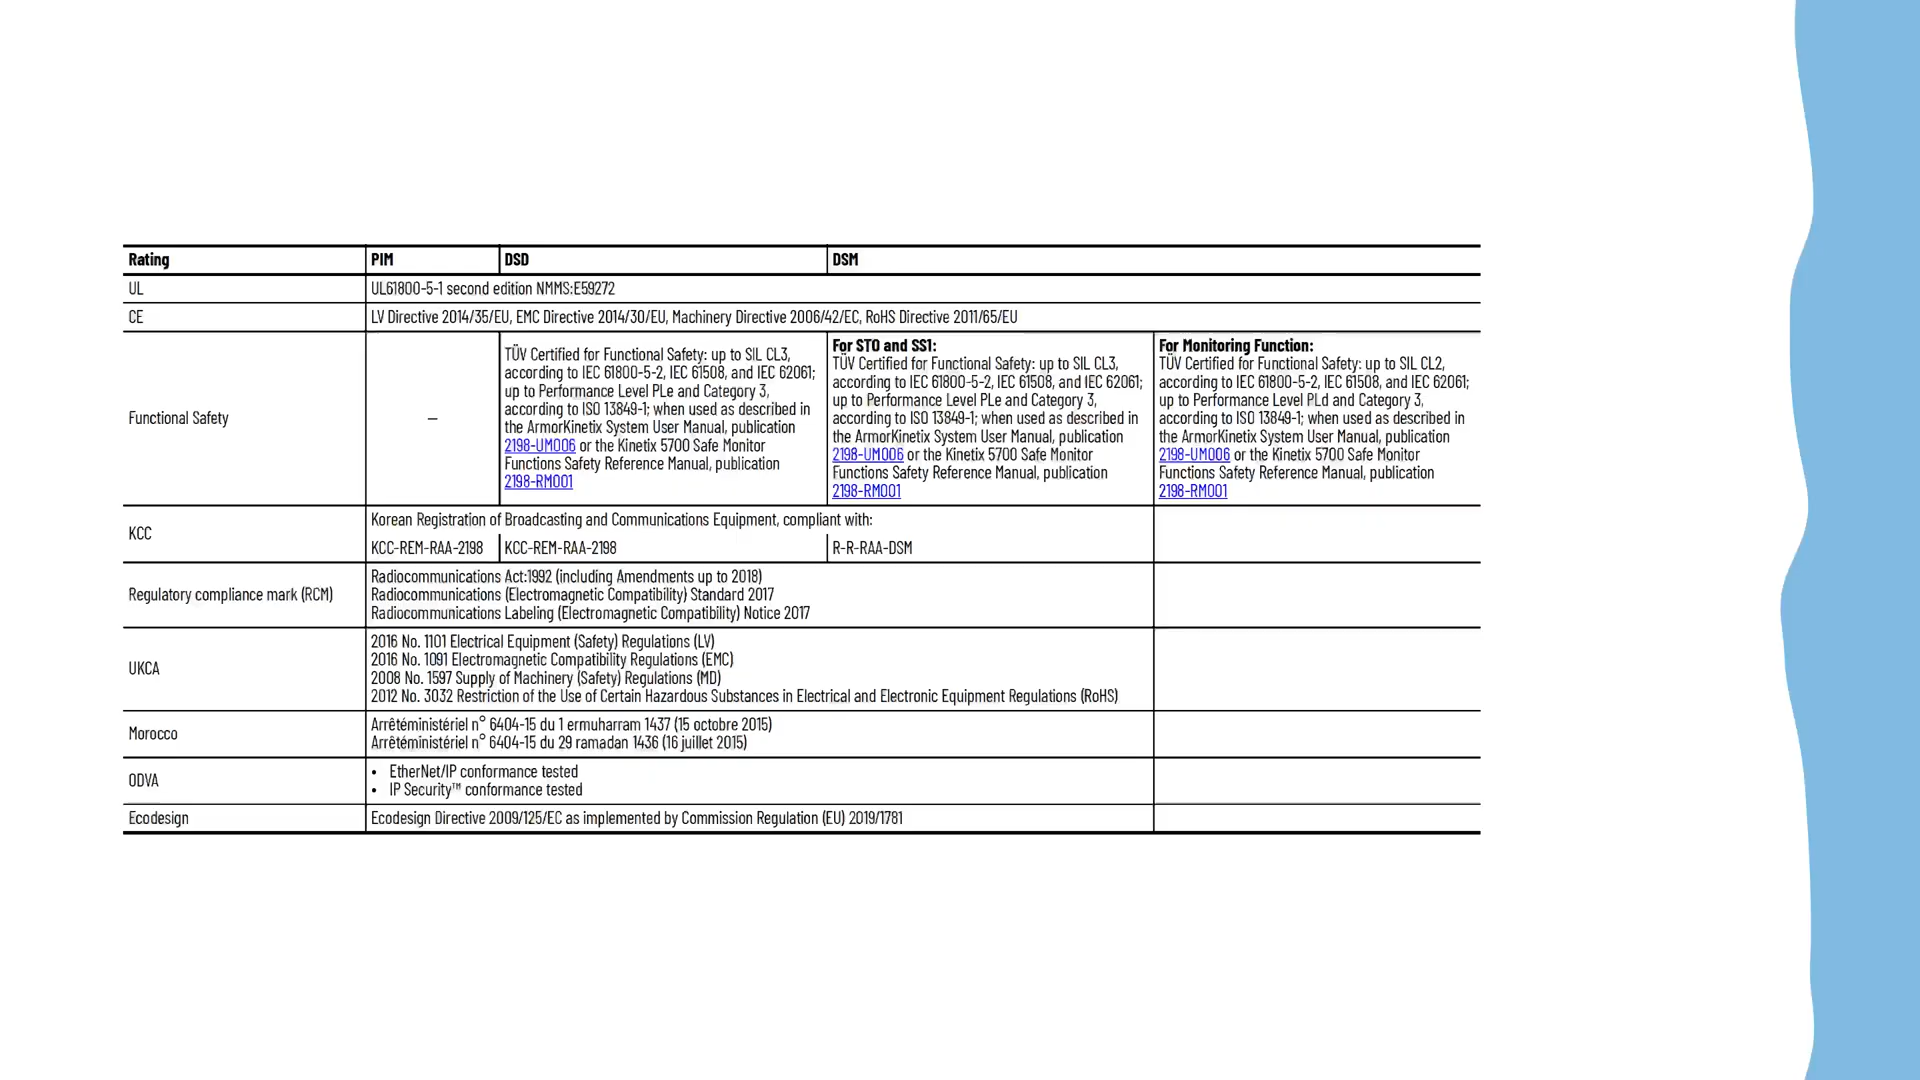 Rating PIM DSD DSM
UL UL61800-5-1 second edition NMMS:E59272
CE LV Directive 2014/35/EU, EMC Directive 2014/30/EU, Machinery Directive 2006/42/EC, RoHS Directive 2011/65/EU
Functional Safety
—
TÜV Certified for Functional Safety: up to SIL CL3,
according to IEC 61800-5-2, IEC 61508, and IEC 62061;
up to Performance Level PLe and Category 3,
according to ISO 13849-1; when used as described in
the ArmorKinetix System User Manual, publication
2198-UM006 or the Kinetix 5700 Safe Monitor
Functions Safety Reference Manual, publication
2198-RM001
For STO and SS1:
TÜV Certified for Functional Safety: up to SIL CL3,
according to IEC 61800-5-2, IEC 61508, and IEC 62061;
up to Performance Level PLe and Category 3,
according to ISO 13849-1; when used as described in
the ArmorKinetix System User Manual, publication
2198-UM006 or the Kinetix 5700 Safe Monitor
Functions Safety Reference Manual, publication
2198-RM001
For Monitoring Function:
TÜV Certified for Functional Safety: up to SIL CL2,
according to IEC 61800-5-2, IEC 61508, and IEC 62061;
up to Performance Level PLd and Category 3,
according to ISO 13849-1; when used as described in
the ArmorKinetix System User Manual, publication
2198-UM006 or the Kinetix 5700 Safe Monitor
Functions Safety Reference Manual, publication
2198-RM001
KCC
Korean Registration of Broadcasting and Communications Equipment, compliant with:
KCC-REM-RAA-2198 KCC-REM-RAA-2198 R-R-RAA-DSM
Regulatory compliance mark (RCM)
Radiocommunications Act:1992 (including Amendments up to 2018)
Radiocommunications (Electromagnetic Compatibility) Standard 2017
Radiocommunications Labeling (Electromagnetic Compatibility) Notice 2017
UKCA
2016 No. 1101 Electrical Equipment (Safety) Regulations (LV)
2016 No. 1091 Electromagnetic Compatibility Regulations (EMC)
2008 No. 1597 Supply of Machinery (Safety) Regulations (MD)
2012 No. 3032 Restriction of the Use of Certain Hazardous Substances in Electrical and Electronic Equipment Regulations (RoHS)
Morocco
Arrêtéministériel n° 6404-15 du 1 ermuharram 1437 (15 octobre 2015)
Arrêtéministériel n° 6404-15 du 29 ramadan 1436 (16 juillet 2015)
ODVA
• EtherNet/IP conformance tested
• IP Security™ conformance tested
Ecodesign Ecodesign Directive 2009/125/EC as implemented by Commission Regulation (EU) 2019/1781